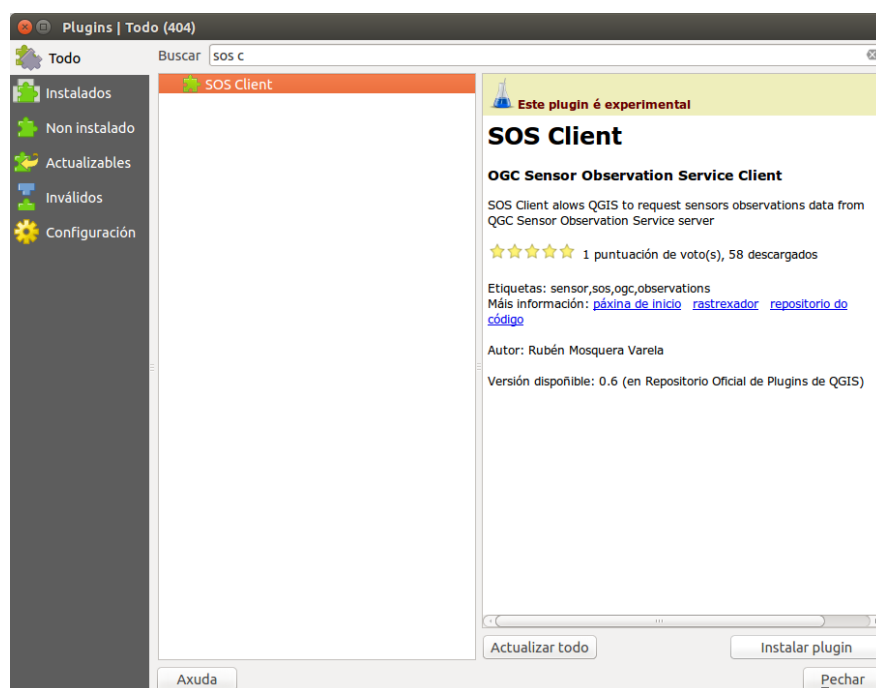 Plugins | Todo (404)
Todo
Instalados
Non instalado
Actualizables
Inválidos
Configuración
Buscar sos c
SOS Client
Este plugin é experimental
SOS Client
OGC Sensor Observation Service Client
SOS Client alows QGIS to request sensors observations data from
QGC Sensor Observation Service server
1 puntuación de voto(s), 58 descargados
Etiquetas: sensor,sos,ogc,observations
Máis información: páxina de inicio rastrexador repositorio do
código
Autor: Rubén Mosquera Varela
Versión dispoñible: 0.6 (en Repositorio Oficial de Plugins de QGIS)
Actualizar todo
Instalar plugin
Axuda
Pechar